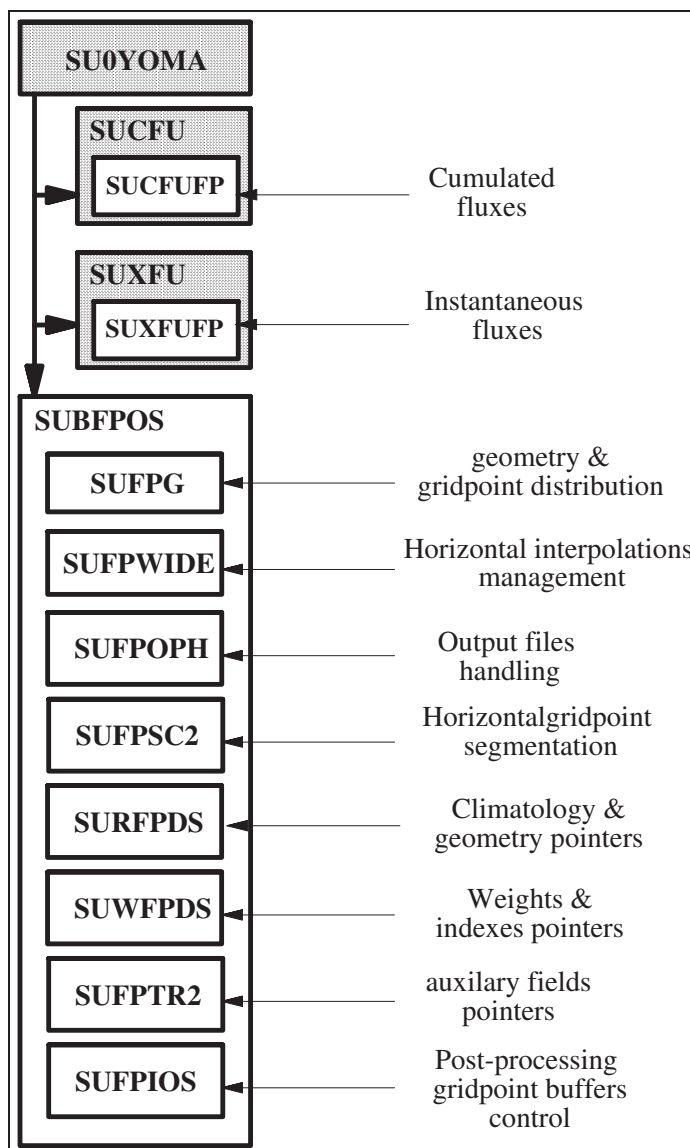 SU0YOMA
SUCFU
SUCFUFP
Cumulated
fluxes
SUXFU
SUXFUFP
Instantaneous
fluxes
SUBFPOS
SUFPG
geometry &
gridpoint distribution
SUFPWIDE
Horizontal interpolations
management
SUFPOPH
Output files
handling
SUFPSC2
Horizontalgridpoint
segmentation
SURFPDS
Climatology &
geometry pointers
SUWFPDS
Weights &
indexes pointers
SUFPTR2
auxilary fields
pointers
SUFPIOS
Post-processing
gridpoint buffers
control